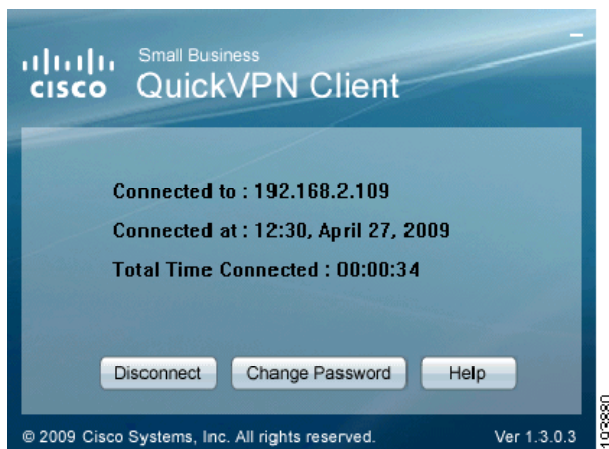 Small Business
CISCO QuickVPN Client
Connected to : 192.168.2.109
Connected at : 12:30, April 27, 2009
Total Time Connected : 00:00:34
Disconnect Change Password Help
© 2009 Cisco Systems, Inc. All rights reserved. Ver 1.3.0.3
193880